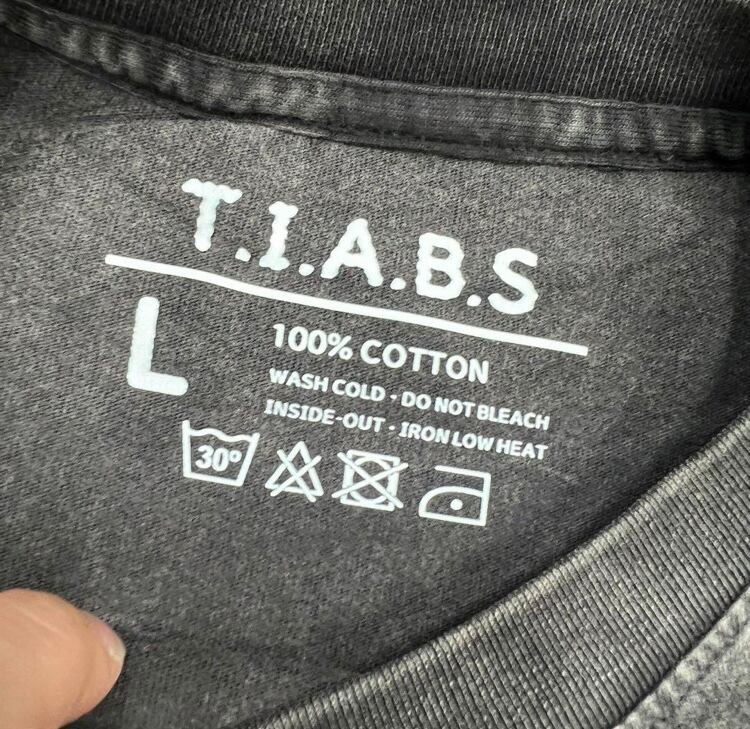 T.I.A.B.S
L
100% COTTON
WASH COLD · DO NOT BLEACH
INSIDE-OUT · IRON LOW HEAT
30°